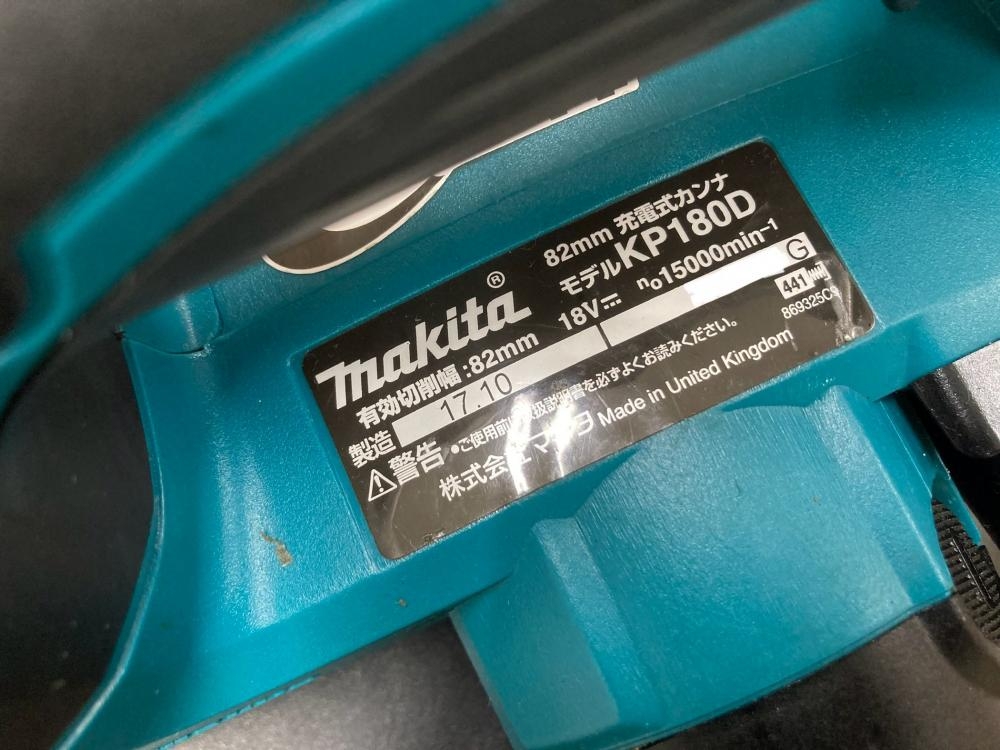 makita®
82mm 充電式カンナ
モデルKP180D
有効切削幅:82mm 18V⎓ n₀15000min⁻¹
製造 17.10 G
警告 •ご使用前に取扱説明書を必ずよくお読みください。 441
株式会社マキタ Made in United Kingdom 869325C9